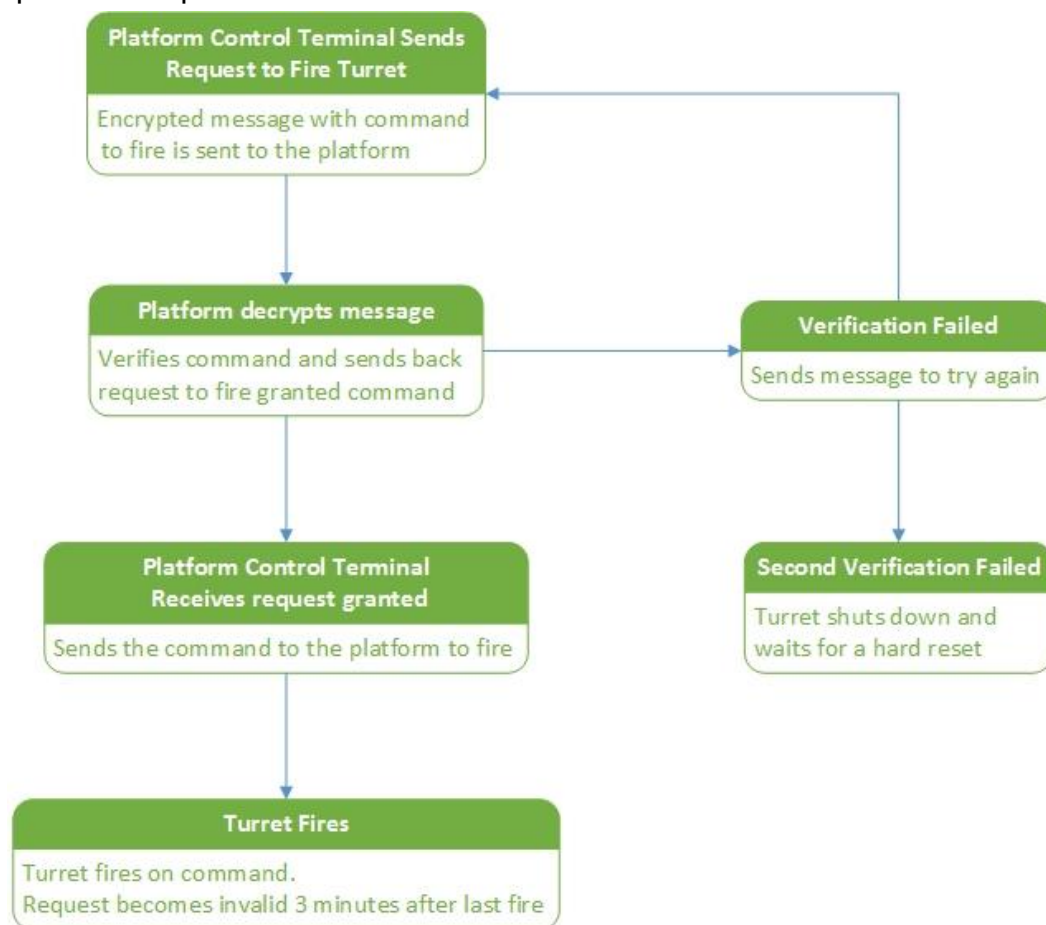 Platform Control Terminal Sends
Request to Fire Turret
Encrypted message with command
to fire is sent to the platform
Platform decrypts message
Verifies command and sends back
request to fire granted command
Verification Failed
Sends message to try again
Platform Control Terminal
Receives request granted
Sends the command to the platform to fire
Second Verification Failed
Turret shuts down and
waits for a hard reset
Turret Fires
Turret fires on command.
Request becomes invalid 3 minutes after last fire